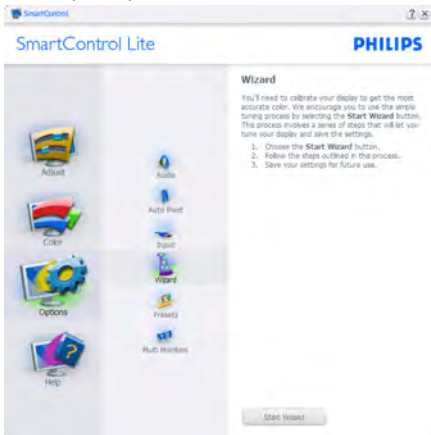 SmartControl
SmartControl Lite
PHILIPS
Adjust
Color
Options
Help
Audio
Auto Pivot
Input
Wizard
Presets
Multi Monitors
Wizard
You'll need to calibrate your display to get the most
accurate color. We encourage you to use the simple
tuning process by selecting the Start Wizard button.
This process involves a series of steps that will let you
tune your display and save the settings.
1. Choose the Start Wizard button.
2. Follow the steps outlined in the process.
3. Save your settings for future use.
Start Wizard